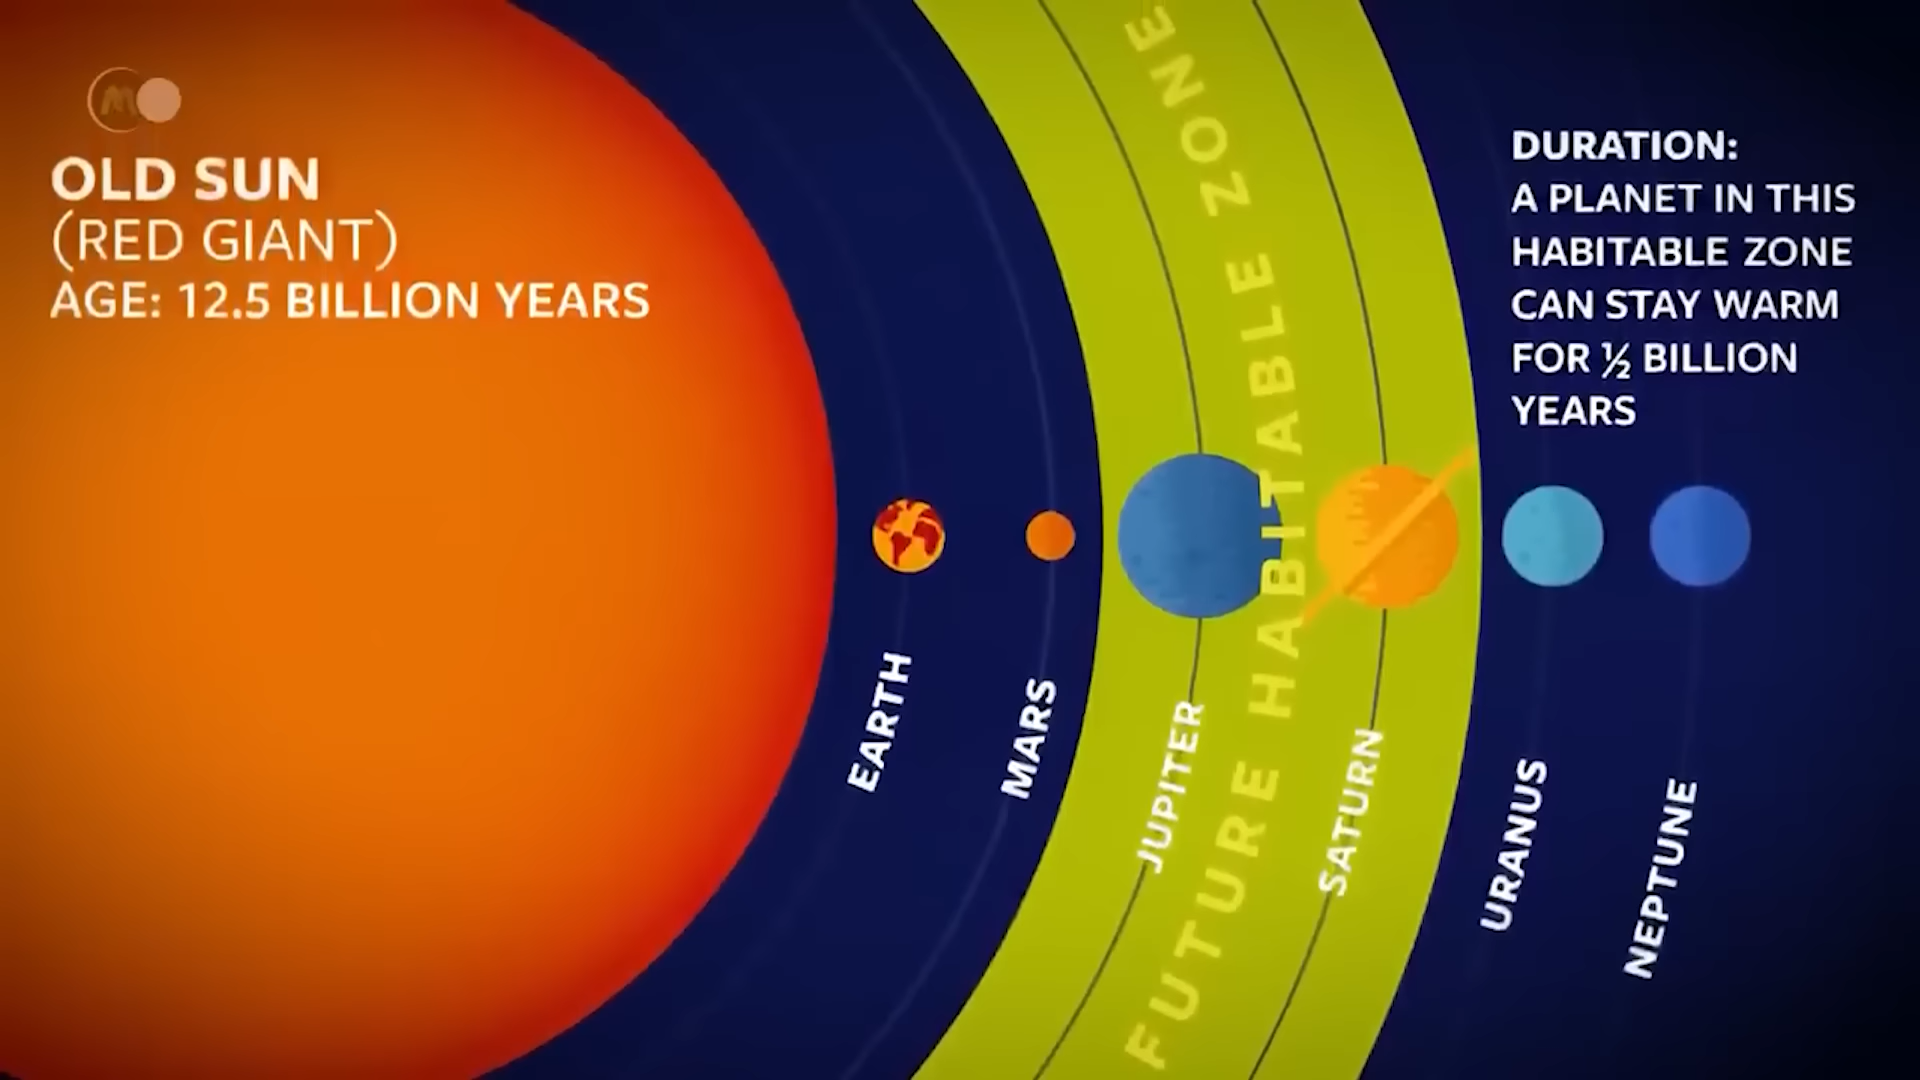 M
OLD SUN
(RED GIANT)
AGE: 12.5 BILLION YEARS
DURATION:
A PLANET IN THIS
HABITABLE ZONE
CAN STAY WARM
FOR ½ BILLION
YEARS
FUTURE HABITABLE ZONE
EARTH
MARS
JUPITER
SATURN
URANUS
NEPTUNE